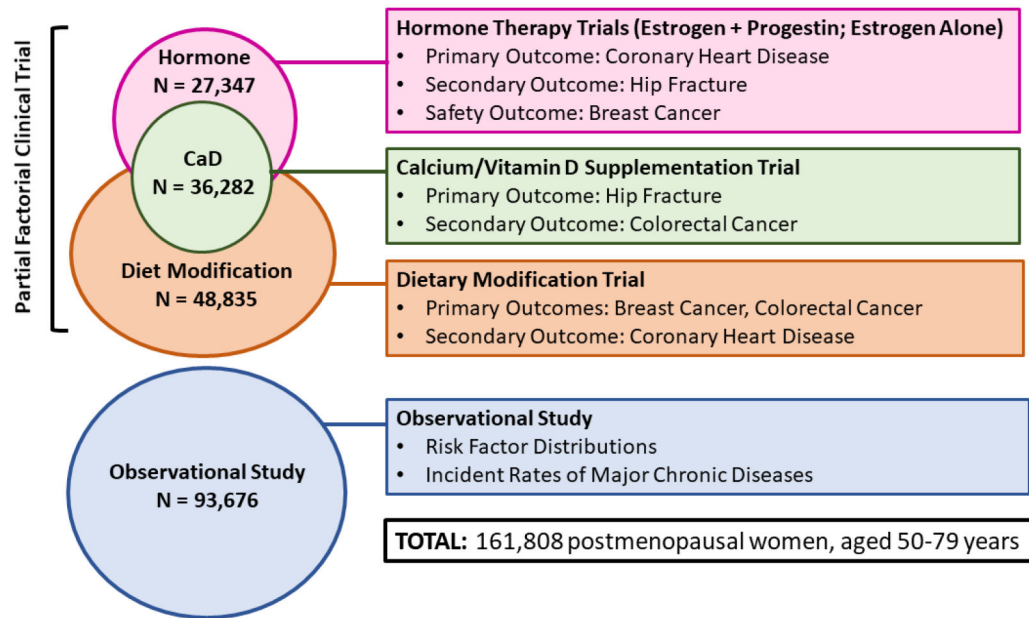 Partial Factorial Clinical Trial
Hormone
N = 27,347
CaD
N = 36,282
Diet Modification
N = 48,835
Observational Study
N = 93,676
Hormone Therapy Trials (Estrogen + Progestin; Estrogen Alone)
• Primary Outcome: Coronary Heart Disease
• Secondary Outcome: Hip Fracture
• Safety Outcome: Breast Cancer
Calcium/Vitamin D Supplementation Trial
• Primary Outcome: Hip Fracture
• Secondary Outcome: Colorectal Cancer
Dietary Modification Trial
• Primary Outcomes: Breast Cancer, Colorectal Cancer
• Secondary Outcome: Coronary Heart Disease
Observational Study
• Risk Factor Distributions
• Incident Rates of Major Chronic Diseases
TOTAL: 161,808 postmenopausal women, aged 50-79 years